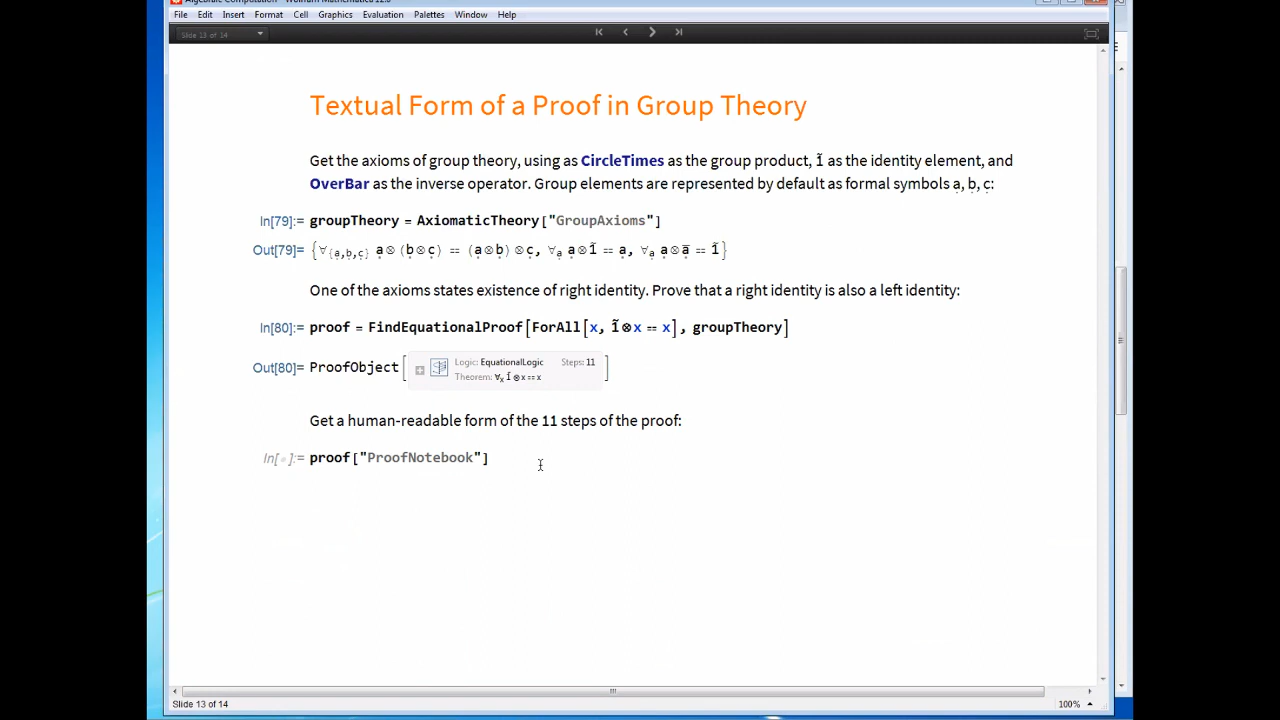 File Edit Insert Format Cell Graphics Evaluation Palettes Window Help
Slide 13 of 14
Textual Form of a Proof in Group Theory
Get the axioms of group theory, using as CircleTimes as the group product, 1̃ as the identity element, and
OverBar as the inverse operator. Group elements are represented by default as formal symbols ạ, ḅ, c̣:
In[79]:= groupTheory = AxiomaticTheory["GroupAxioms"]
Out[79]= {∀{ạ,ḅ,c̣} ạ⊗(ḅ⊗c̣) == (ạ⊗ḅ)⊗c̣, ∀ạ ạ⊗1̃ == ạ, ∀ạ ạ⊗ạ̅ == 1̃}
One of the axioms states existence of right identity. Prove that a right identity is also a left identity:
In[80]:= proof = FindEquationalProof[ForAll[x, 1̃⊗x == x], groupTheory]
Out[80]= ProofObject[ Logic: EquationalLogic Steps: 11 ]
Theorem: ∀x 1̃⊗x==x
Get a human-readable form of the 11 steps of the proof:
In[ ]:= proof["ProofNotebook"]
Slide 13 of 14 100%